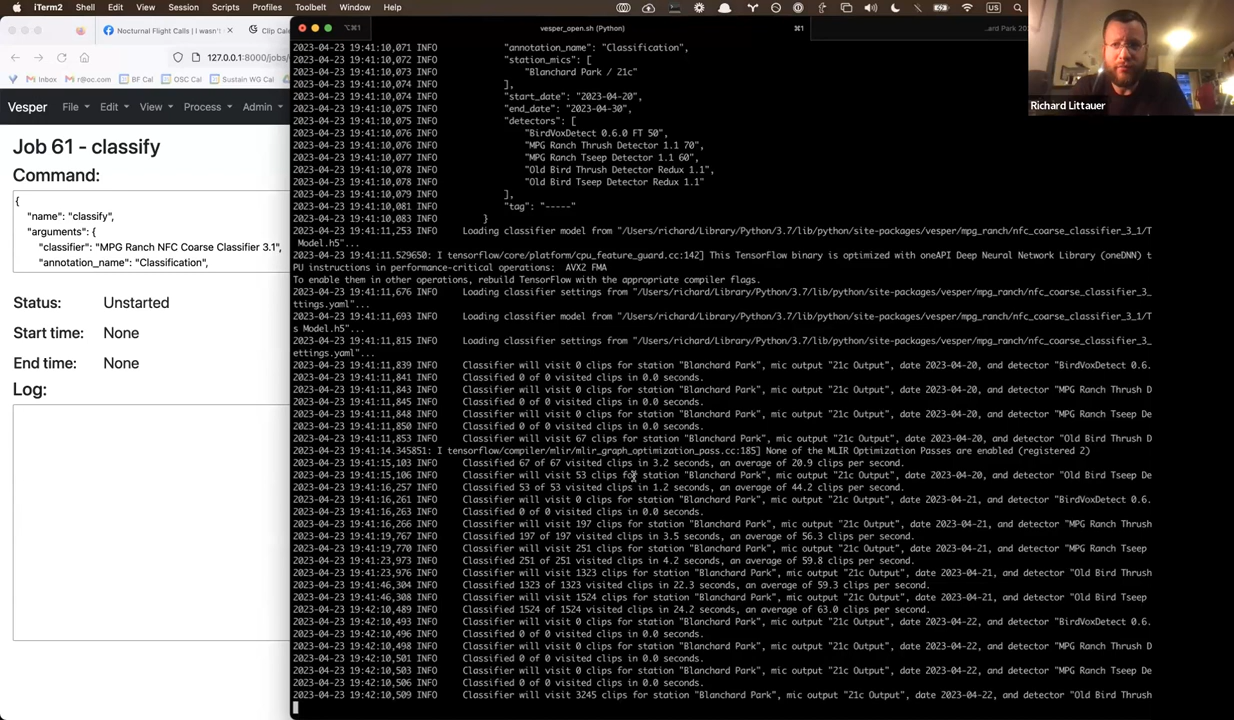 iTerm2 Shell Edit View Session Scripts Profiles Toolbelt Window Help
Nocturnal Flight Calls | I wasn't
Clip Cale
127.0.0.1:8000/jobs/
Inbox r@oc.com BF Cal OSC Cal Sustain WG Cal
Vesper File Edit View Process Admin
Job 61 - classify
Command:
{
"name": "classify",
"arguments": {
"classifier": "MPG Ranch NFC Coarse Classifier 3.1",
"annotation_name": "Classification",
Status: Unstarted
Start time: None
End time: None
Log:
⌥⌘1 vesper_open.sh (Python) ⌘1 ..ard Park 20
2023-04-23 19:41:10,071 INFO "annotation_name": "Classification",
2023-04-23 19:41:10,072 INFO "station_mics": [
2023-04-23 19:41:10,073 INFO "Blanchard Park / 21c"
2023-04-23 19:41:10,074 INFO ],
2023-04-23 19:41:10,074 INFO "start_date": "2023-04-20",
2023-04-23 19:41:10,075 INFO "end_date": "2023-04-30",
2023-04-23 19:41:10,075 INFO "detectors": [
2023-04-23 19:41:10,076 INFO "BirdVoxDetect 0.6.0 FT 50",
2023-04-23 19:41:10,076 INFO "MPG Ranch Thrush Detector 1.1 70",
2023-04-23 19:41:10,077 INFO "MPG Ranch Tseep Detector 1.1 60",
2023-04-23 19:41:10,078 INFO "Old Bird Thrush Detector Redux 1.1",
2023-04-23 19:41:10,078 INFO "Old Bird Tseep Detector Redux 1.1"
2023-04-23 19:41:10,079 INFO ],
2023-04-23 19:41:10,081 INFO "tag": "-----"
2023-04-23 19:41:10,083 INFO }
2023-04-23 19:41:11,253 INFO Loading classifier model from "/Users/richard/Library/Python/3.7/lib/python/site-packages/vesper/mpg_ranch/nfc_coarse_classifier_3_1/T
Model.h5"...
2023-04-23 19:41:11.529650: I tensorflow/core/platform/cpu_feature_guard.cc:142] This TensorFlow binary is optimized with oneAPI Deep Neural Network Library (oneDNN) t
PU instructions in performance-critical operations: AVX2 FMA
To enable them in other operations, rebuild TensorFlow with the appropriate compiler flags.
2023-04-23 19:41:11,676 INFO Loading classifier settings from "/Users/richard/Library/Python/3.7/lib/python/site-packages/vesper/mpg_ranch/nfc_coarse_classifier_3_
ttings.yaml"...
2023-04-23 19:41:11,693 INFO Loading classifier model from "/Users/richard/Library/Python/3.7/lib/python/site-packages/vesper/mpg_ranch/nfc_coarse_classifier_3_1/T
s Model.h5"...
2023-04-23 19:41:11,815 INFO Loading classifier settings from "/Users/richard/Library/Python/3.7/lib/python/site-packages/vesper/mpg_ranch/nfc_coarse_classifier_3_
ettings.yaml"...
2023-04-23 19:41:11,839 INFO Classifier will visit 0 clips for station "Blanchard Park", mic output "21c Output", date 2023-04-20, and detector "BirdVoxDetect 0.6.
2023-04-23 19:41:11,841 INFO Classified 0 of 0 visited clips in 0.0 seconds.
2023-04-23 19:41:11,843 INFO Classifier will visit 0 clips for station "Blanchard Park", mic output "21c Output", date 2023-04-20, and detector "MPG Ranch Thrush D
2023-04-23 19:41:11,845 INFO Classified 0 of 0 visited clips in 0.0 seconds.
2023-04-23 19:41:11,848 INFO Classifier will visit 0 clips for station "Blanchard Park", mic output "21c Output", date 2023-04-20, and detector "MPG Ranch Tseep De
2023-04-23 19:41:11,850 INFO Classified 0 of 0 visited clips in 0.0 seconds.
2023-04-23 19:41:11,853 INFO Classifier will visit 67 clips for station "Blanchard Park", mic output "21c Output", date 2023-04-20, and detector "Old Bird Thrush D
2023-04-23 19:41:14.345851: I tensorflow/compiler/mlir/mlir_graph_optimization_pass.cc:185] None of the MLIR Optimization Passes are enabled (registered 2)
2023-04-23 19:41:15,103 INFO Classified 67 of 67 visited clips in 3.2 seconds, an average of 20.9 clips per second.
2023-04-23 19:41:15,106 INFO Classifier will visit 53 clips for station "Blanchard Park", mic output "21c Output", date 2023-04-20, and detector "Old Bird Tseep De
2023-04-23 19:41:16,257 INFO Classified 53 of 53 visited clips in 1.2 seconds, an average of 44.2 clips per second.
2023-04-23 19:41:16,261 INFO Classifier will visit 0 clips for station "Blanchard Park", mic output "21c Output", date 2023-04-21, and detector "BirdVoxDetect 0.6.
2023-04-23 19:41:16,263 INFO Classified 0 of 0 visited clips in 0.0 seconds.
2023-04-23 19:41:16,266 INFO Classifier will visit 197 clips for station "Blanchard Park", mic output "21c Output", date 2023-04-21, and detector "MPG Ranch Thrush
2023-04-23 19:41:19,767 INFO Classified 197 of 197 visited clips in 3.5 seconds, an average of 56.3 clips per second.
2023-04-23 19:41:19,770 INFO Classifier will visit 251 clips for station "Blanchard Park", mic output "21c Output", date 2023-04-21, and detector "MPG Ranch Tseep
2023-04-23 19:41:23,973 INFO Classified 251 of 251 visited clips in 4.2 seconds, an average of 59.8 clips per second.
2023-04-23 19:41:23,976 INFO Classifier will visit 1323 clips for station "Blanchard Park", mic output "21c Output", date 2023-04-21, and detector "Old Bird Thrush
2023-04-23 19:41:46,304 INFO Classified 1323 of 1323 visited clips in 22.3 seconds, an average of 59.3 clips per second.
2023-04-23 19:41:46,308 INFO Classifier will visit 1524 clips for station "Blanchard Park", mic output "21c Output", date 2023-04-21, and detector "Old Bird Tseep
2023-04-23 19:42:10,489 INFO Classified 1524 of 1524 visited clips in 24.2 seconds, an average of 63.0 clips per second.
2023-04-23 19:42:10,493 INFO Classifier will visit 0 clips for station "Blanchard Park", mic output "21c Output", date 2023-04-22, and detector "BirdVoxDetect 0.6.
2023-04-23 19:42:10,496 INFO Classified 0 of 0 visited clips in 0.0 seconds.
2023-04-23 19:42:10,498 INFO Classifier will visit 0 clips for station "Blanchard Park", mic output "21c Output", date 2023-04-22, and detector "MPG Ranch Thrush D
2023-04-23 19:42:10,501 INFO Classified 0 of 0 visited clips in 0.0 seconds.
2023-04-23 19:42:10,503 INFO Classifier will visit 0 clips for station "Blanchard Park", mic output "21c Output", date 2023-04-22, and detector "MPG Ranch Tseep De
2023-04-23 19:42:10,506 INFO Classified 0 of 0 visited clips in 0.0 seconds.
2023-04-23 19:42:10,509 INFO Classifier will visit 3245 clips for station "Blanchard Park", mic output "21c Output", date 2023-04-22, and detector "Old Bird Thrush
Richard Littauer